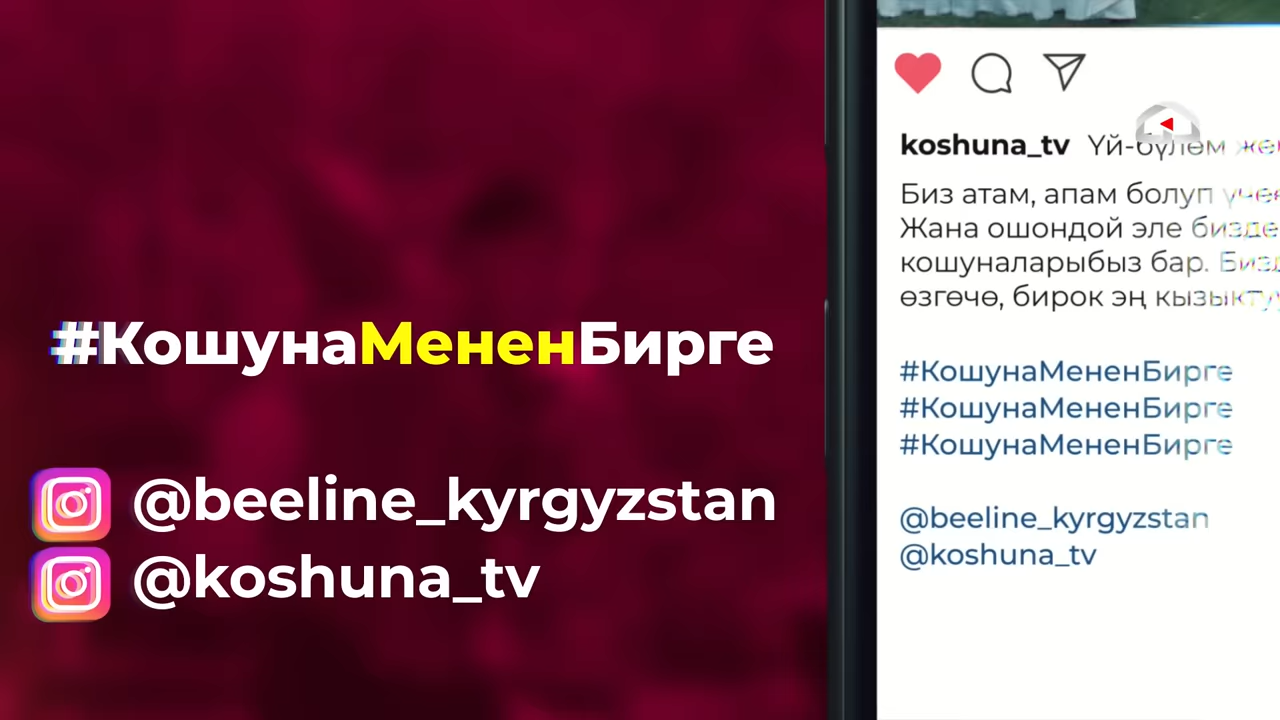 #КошунаМененБирге
@beeline_kyrgyzstan
@koshuna_tv
koshuna_tv Үй-бүлөм
Биз атам, апам болуп
Жана ошондой эле
кошуналарыбыз бар.
өзгөчө, бирок эң
#КошунаМененБирге
#КошунаМененБирге
#КошунаМененБирге
@beeline_kyrgyzstan
@koshuna_tv